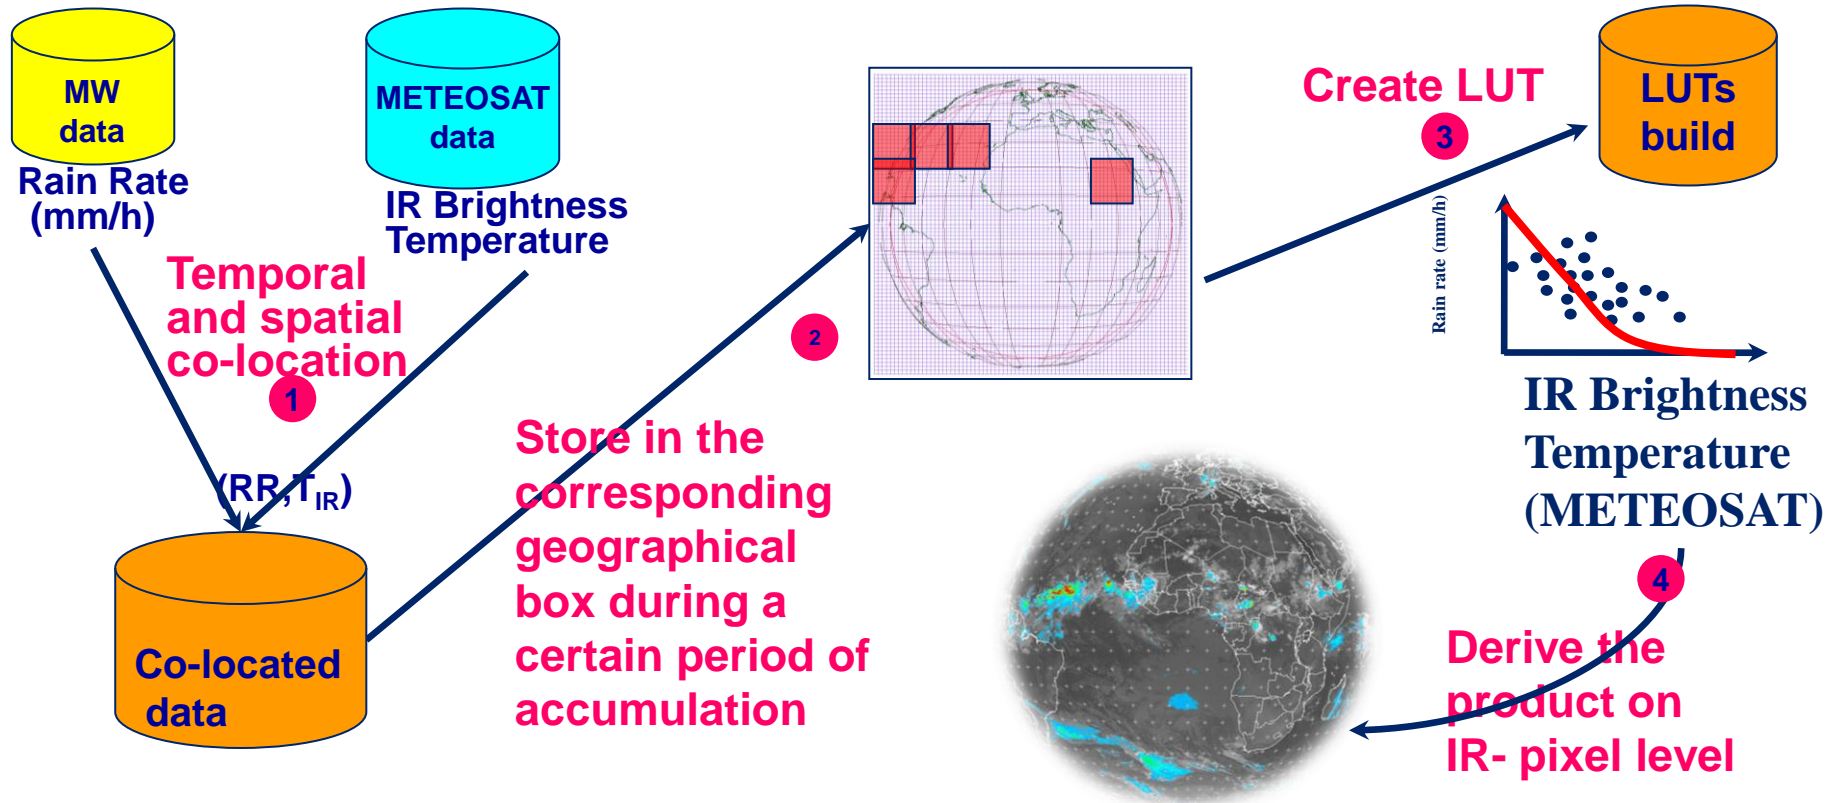 MW
data
Rain Rate
(mm/h)
METEOSAT
data
IR Brightness
Temperature
Temporal
and spatial
co-location
1
(RR,T_IR)
Co-located
data
2
Store in the
corresponding
geographical
box during a
certain period of
accumulation
Create LUT
3
LUTs
build
Rain rate (mm/h)
IR Brightness
Temperature
(METEOSAT)
4
Derive the
product on
IR- pixel level